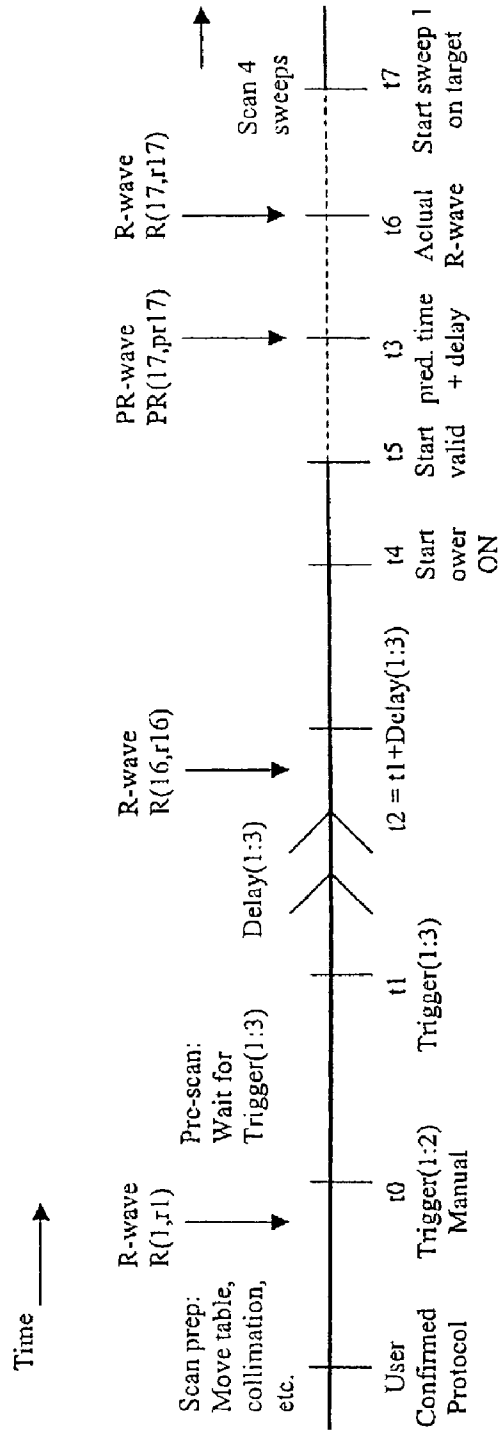 Time
Scan prep:
Move table,
collimation,
etc.
R-wave
R(1,r1)
Pre-scan:
Wait for
Trigger(1:3)
Delay(1:3)
R-wave
R(16,r16)
PR-wave
PR(17,pr17)
R-wave
R(17,r17)
Scan 4
sweeps
User
Confirmed
Protocol
t0
Trigger(1:2)
Manual
t1
Trigger(1:3)
t2 = t1+Delay(1:3)
t4
Start
ower
ON
t5
Start
valid
t3
pred. time
+ delay
t6
Actual
R-wave
t7
Start sweep 1
on target